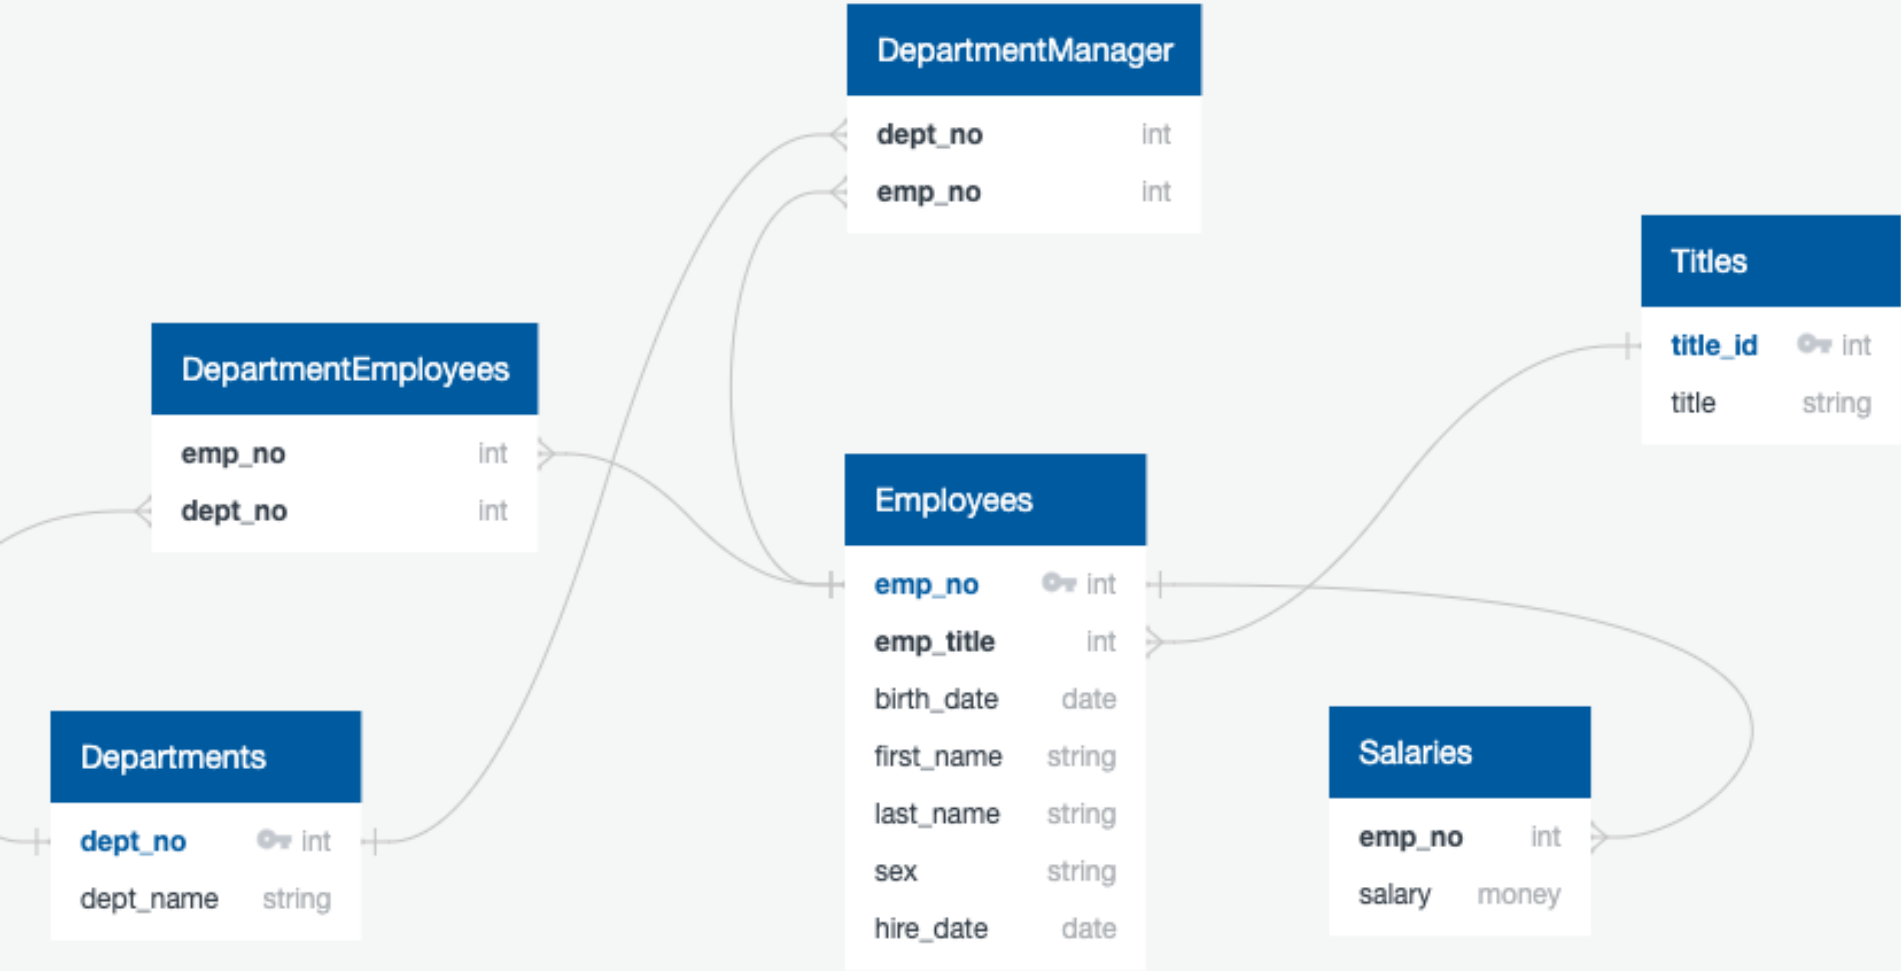 DepartmentManager
dept_no int
emp_no int
Titles
title_id int
title string
DepartmentEmployees
emp_no int
dept_no int
Employees
emp_no int
emp_title int
birth_date date
first_name string
last_name string
sex string
hire_date date
Departments
dept_no int
dept_name string
Salaries
emp_no int
salary money